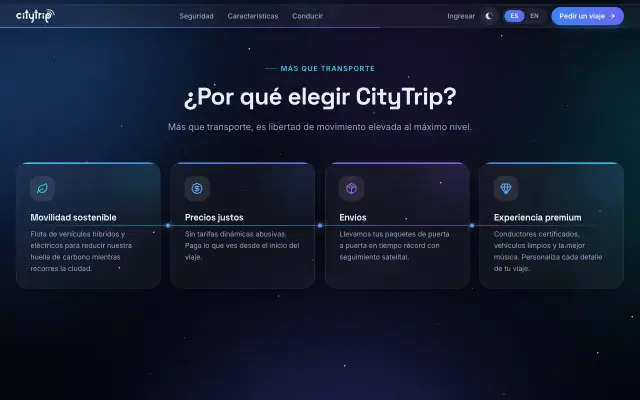 citytrip
Seguridad Características Conducir
Ingresar ES EN Pedir un viaje →
MÁS QUE TRANSPORTE
¿Por qué elegir CityTrip?
Más que transporte, es libertad de movimiento elevada al máximo nivel.
Movilidad sostenible
Flota de vehículos híbridos y
eléctricos para reducir nuestra
huella de carbono mientras
recorres la ciudad.
Precios justos
Sin tarifas dinámicas abusivas.
Paga lo que ves desde el inicio del
viaje.
Envíos
Llevamos tus paquetes de puerta
a puerta en tiempo récord con
seguimiento satelital.
Experiencia premium
Conductores certificados,
vehículos limpios y la mejor
música. Personaliza cada detalle
de tu viaje.